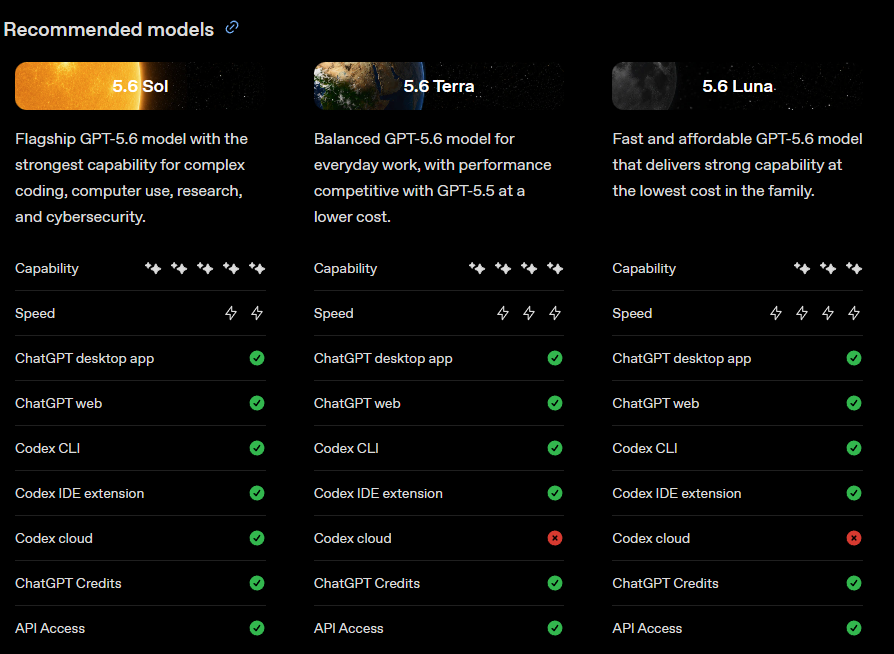 Recommended models
5.6 Sol
Flagship GPT-5.6 model with the
strongest capability for complex
coding, computer use, research,
and cybersecurity.
Capability
Speed
ChatGPT desktop app
ChatGPT web
Codex CLI
Codex IDE extension
Codex cloud
ChatGPT Credits
API Access
5.6 Terra
Balanced GPT-5.6 model for
everyday work, with performance
competitive with GPT-5.5 at a
lower cost.
Capability
Speed
ChatGPT desktop app
ChatGPT web
Codex CLI
Codex IDE extension
Codex cloud
ChatGPT Credits
API Access
5.6 Luna
Fast and affordable GPT-5.6 model
that delivers strong capability at
the lowest cost in the family.
Capability
Speed
ChatGPT desktop app
ChatGPT web
Codex CLI
Codex IDE extension
Codex cloud
ChatGPT Credits
API Access